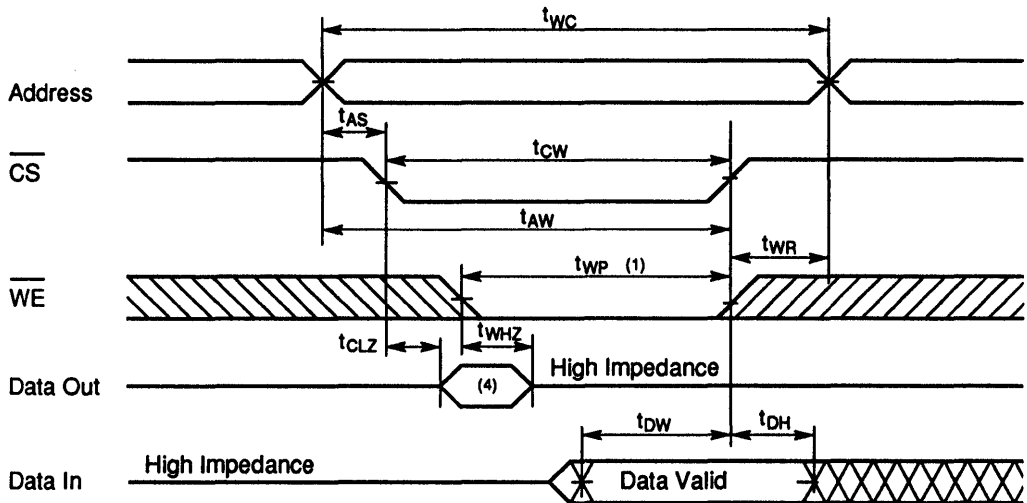 tWC
Address
tAS
CS
tCW
tAW
tWR
WE
tWP (1)
tCLZ
tWHZ
Data Out
(4)
High Impedance
tDW
tDH
Data In
High Impedance
Data Valid